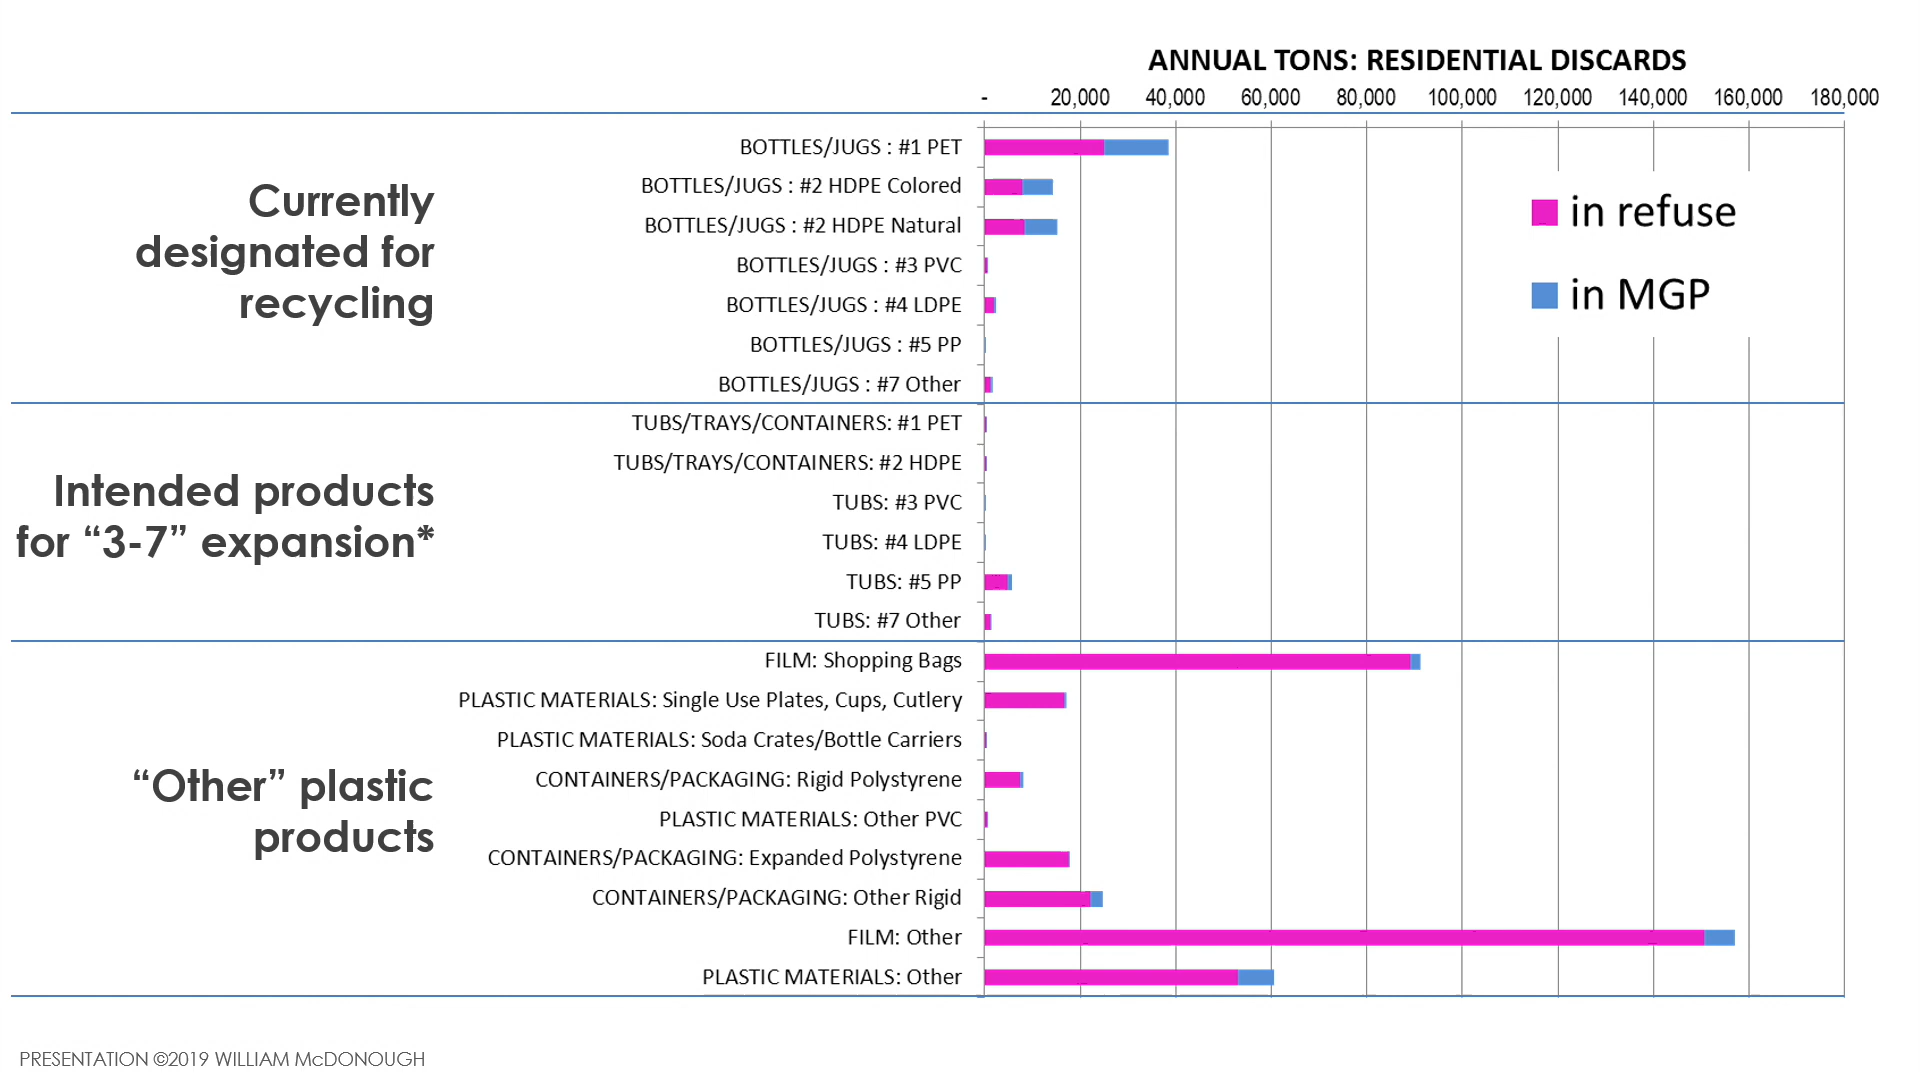 ANNUAL TONS: RESIDENTIAL DISCARDS
- 20,000 40,000 60,000 80,000 100,000 120,000 140,000 160,000 180,000
Currently
designated for
recycling
BOTTLES/JUGS : #1 PET
BOTTLES/JUGS : #2 HDPE Colored
BOTTLES/JUGS : #2 HDPE Natural
BOTTLES/JUGS : #3 PVC
BOTTLES/JUGS : #4 LDPE
BOTTLES/JUGS : #5 PP
BOTTLES/JUGS : #7 Other
in refuse
in MGP
Intended products
for “3-7” expansion*
TUBS/TRAYS/CONTAINERS: #1 PET
TUBS/TRAYS/CONTAINERS: #2 HDPE
TUBS: #3 PVC
TUBS: #4 LDPE
TUBS: #5 PP
TUBS: #7 Other
“Other” plastic
products
FILM: Shopping Bags
PLASTIC MATERIALS: Single Use Plates, Cups, Cutlery
PLASTIC MATERIALS: Soda Crates/Bottle Carriers
CONTAINERS/PACKAGING: Rigid Polystyrene
PLASTIC MATERIALS: Other PVC
CONTAINERS/PACKAGING: Expanded Polystyrene
CONTAINERS/PACKAGING: Other Rigid
FILM: Other
PLASTIC MATERIALS: Other
PRESENTATION ©2019 WILLIAM McDONOUGH